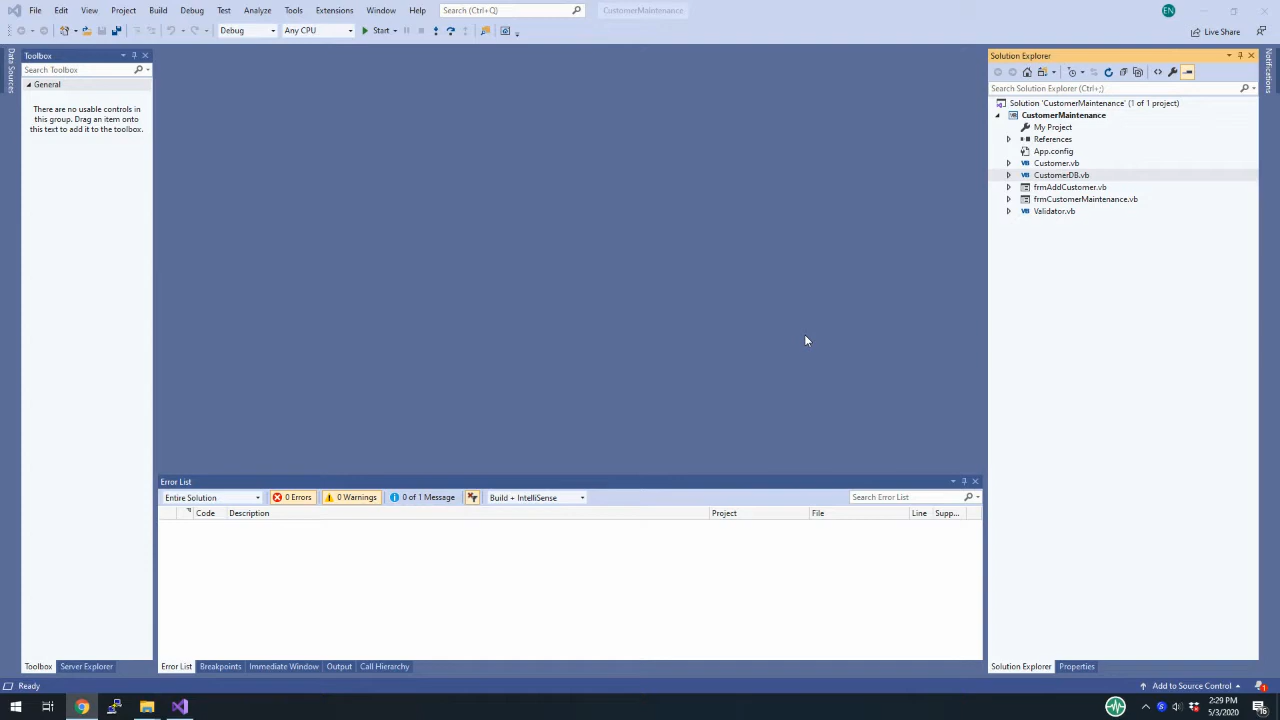 File Edit View Project Build Debug Test Analyze Tools Extensions Window Help Search (Ctrl+Q) CustomerMaintenance EN
Debug Any CPU Start Live Share
Data Sources
Toolbox
Search Toolbox
General
There are no usable controls in
this group. Drag an item onto
this text to add it to the toolbox.
Toolbox Server Explorer
Error List
Entire Solution 0 Errors 0 Warnings 0 of 1 Message Build + IntelliSense Search Error List
Code Description Project File Line Supp...
Error List Breakpoints Immediate Window Output Call Hierarchy
Solution Explorer
Search Solution Explorer (Ctrl+;)
Solution 'CustomerMaintenance' (1 of 1 project)
VB CustomerMaintenance
My Project
References
App.config
VB Customer.vb
VB CustomerDB.vb
frmAddCustomer.vb
frmCustomerMaintenance.vb
VB Validator.vb
Solution Explorer Properties
Notifications
Ready Add to Source Control 1
2:29 PM
5/3/2020
16